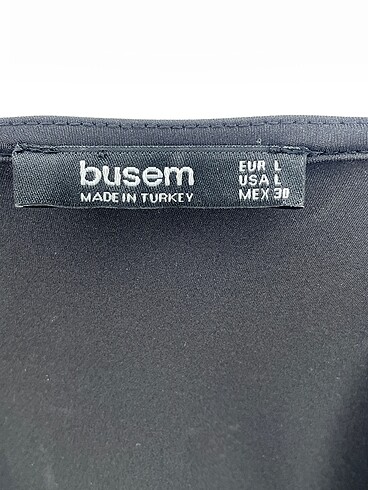 busem
MADE IN TURKEY
EUR L
USA L
MEX 30